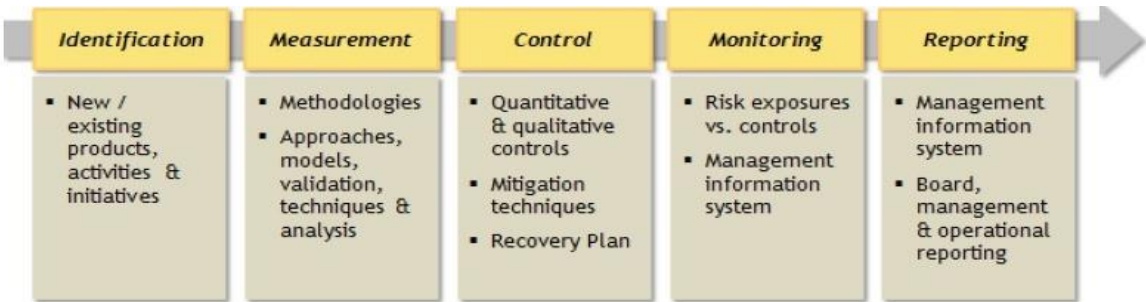 Identification
▪ New /
existing
products,
activities &
initiatives
Measurement
▪ Methodologies
▪ Approaches,
models,
validation,
techniques &
analysis
Control
▪ Quantitative
& qualitative
controls
▪ Mitigation
techniques
▪ Recovery Plan
Monitoring
▪ Risk exposures
vs. controls
▪ Management
information
system
Reporting
▪ Management
information
system
▪ Board,
management
& operational
reporting